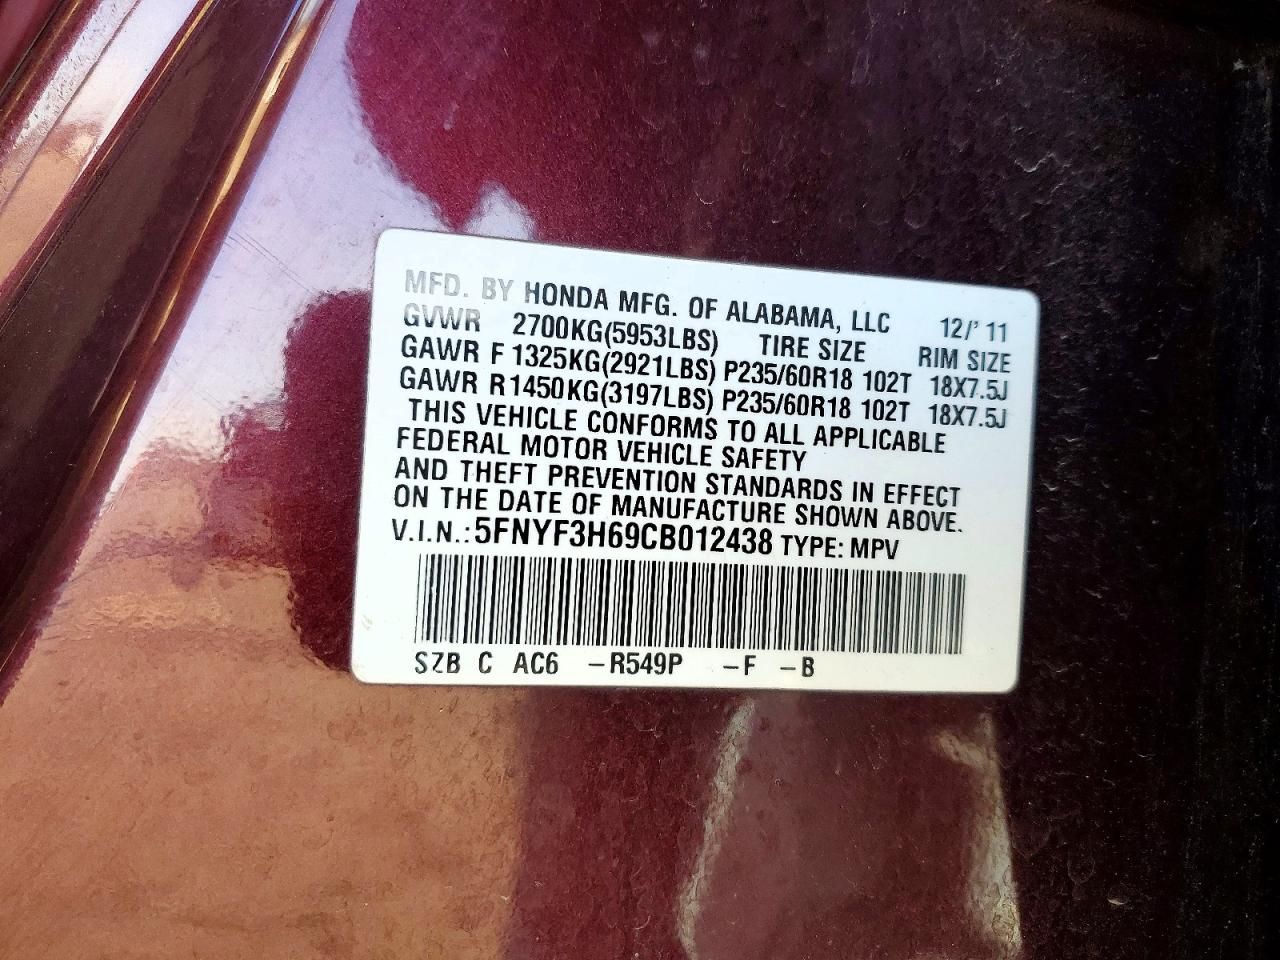 MFD. BY HONDA MFG. OF ALABAMA, LLC 12/'11
GVWR 2700KG(5953LBS) TIRE SIZE RIM SIZE
GAWR F 1325KG(2921LBS) P235/60R18 102T 18X7.5J
GAWR R 1450KG(3197LBS) P235/60R18 102T 18X7.5J
THIS VEHICLE CONFORMS TO ALL APPLICABLE
FEDERAL MOTOR VEHICLE SAFETY
AND THEFT PREVENTION STANDARDS IN EFFECT
ON THE DATE OF MANUFACTURE SHOWN ABOVE.
V.I.N.: 5FNYF3H69CB012438 TYPE: MPV
SZB C AC6 -R549P -F -B